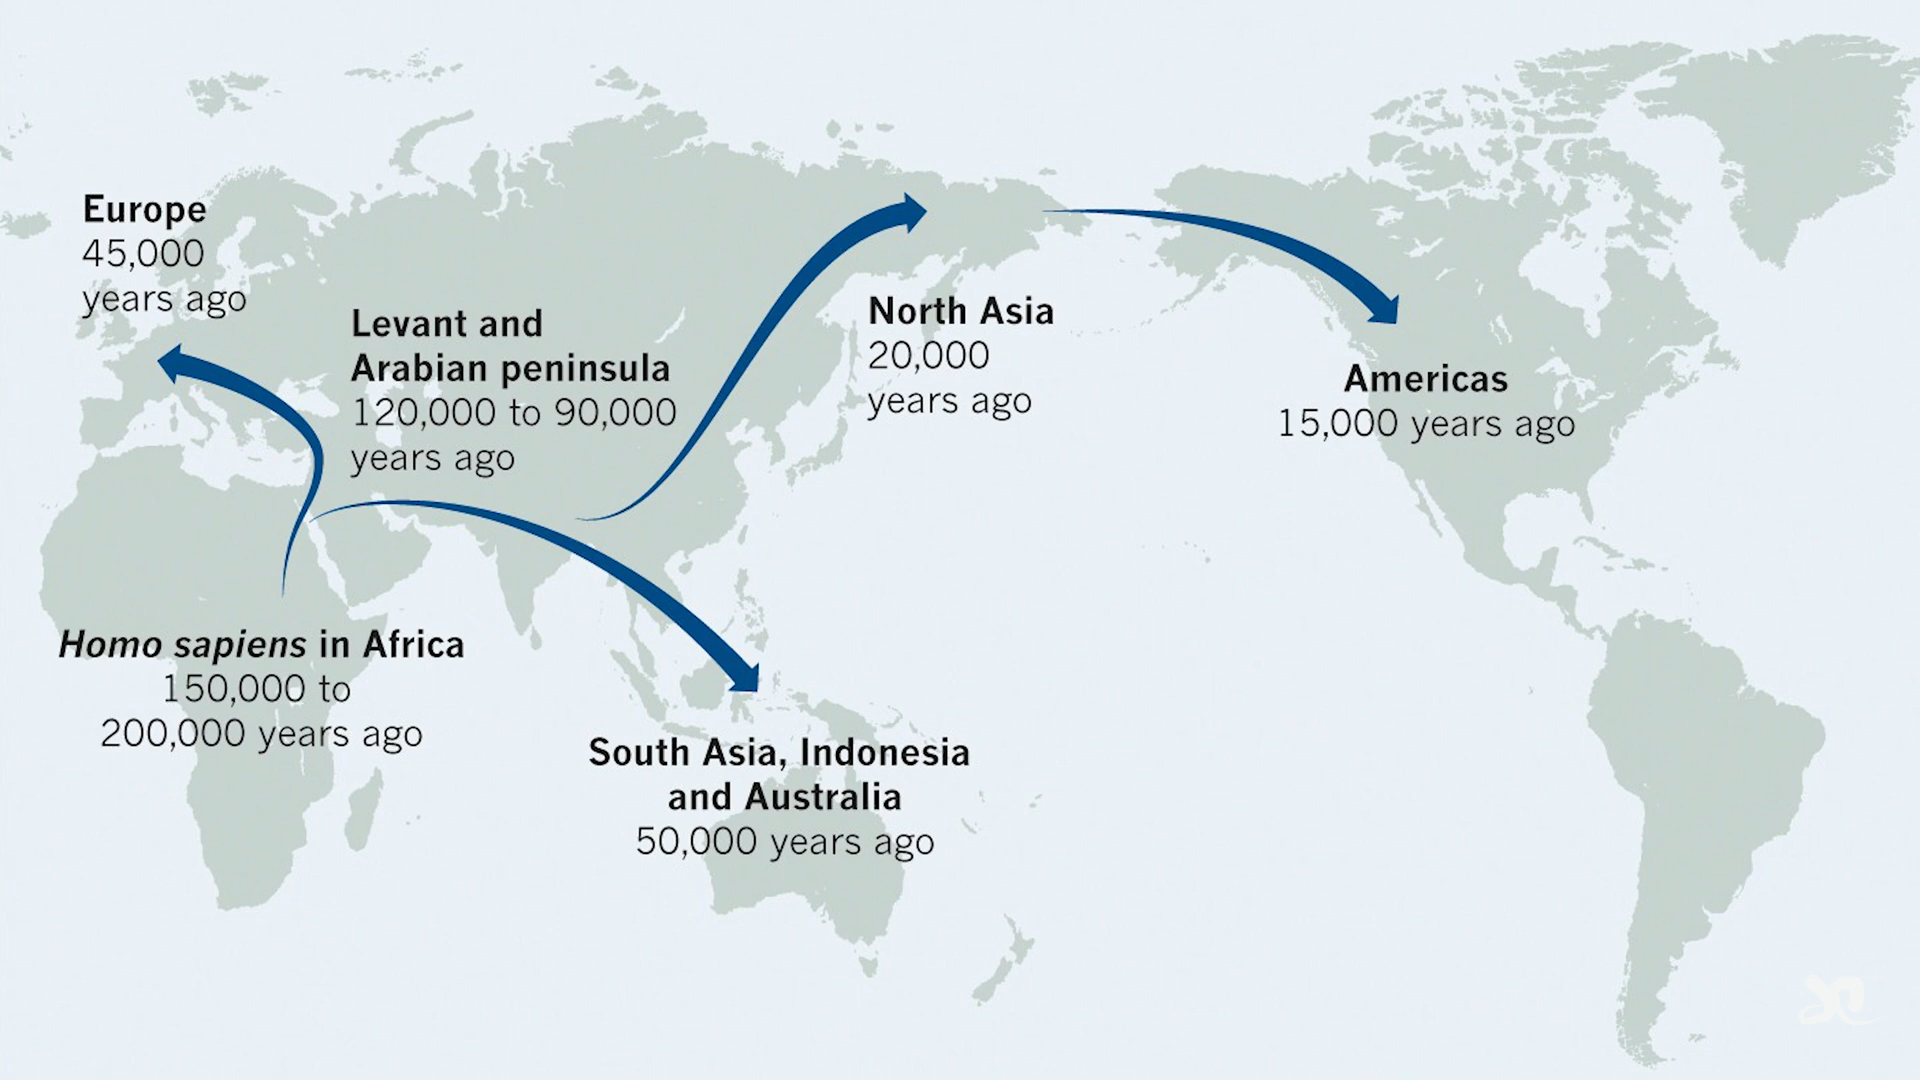 Europe
45,000
years ago
Levant and
Arabian peninsula
120,000 to 90,000
years ago
North Asia
20,000
years ago
Americas
15,000 years ago
Homo sapiens in Africa
150,000 to
200,000 years ago
South Asia, Indonesia
and Australia
50,000 years ago